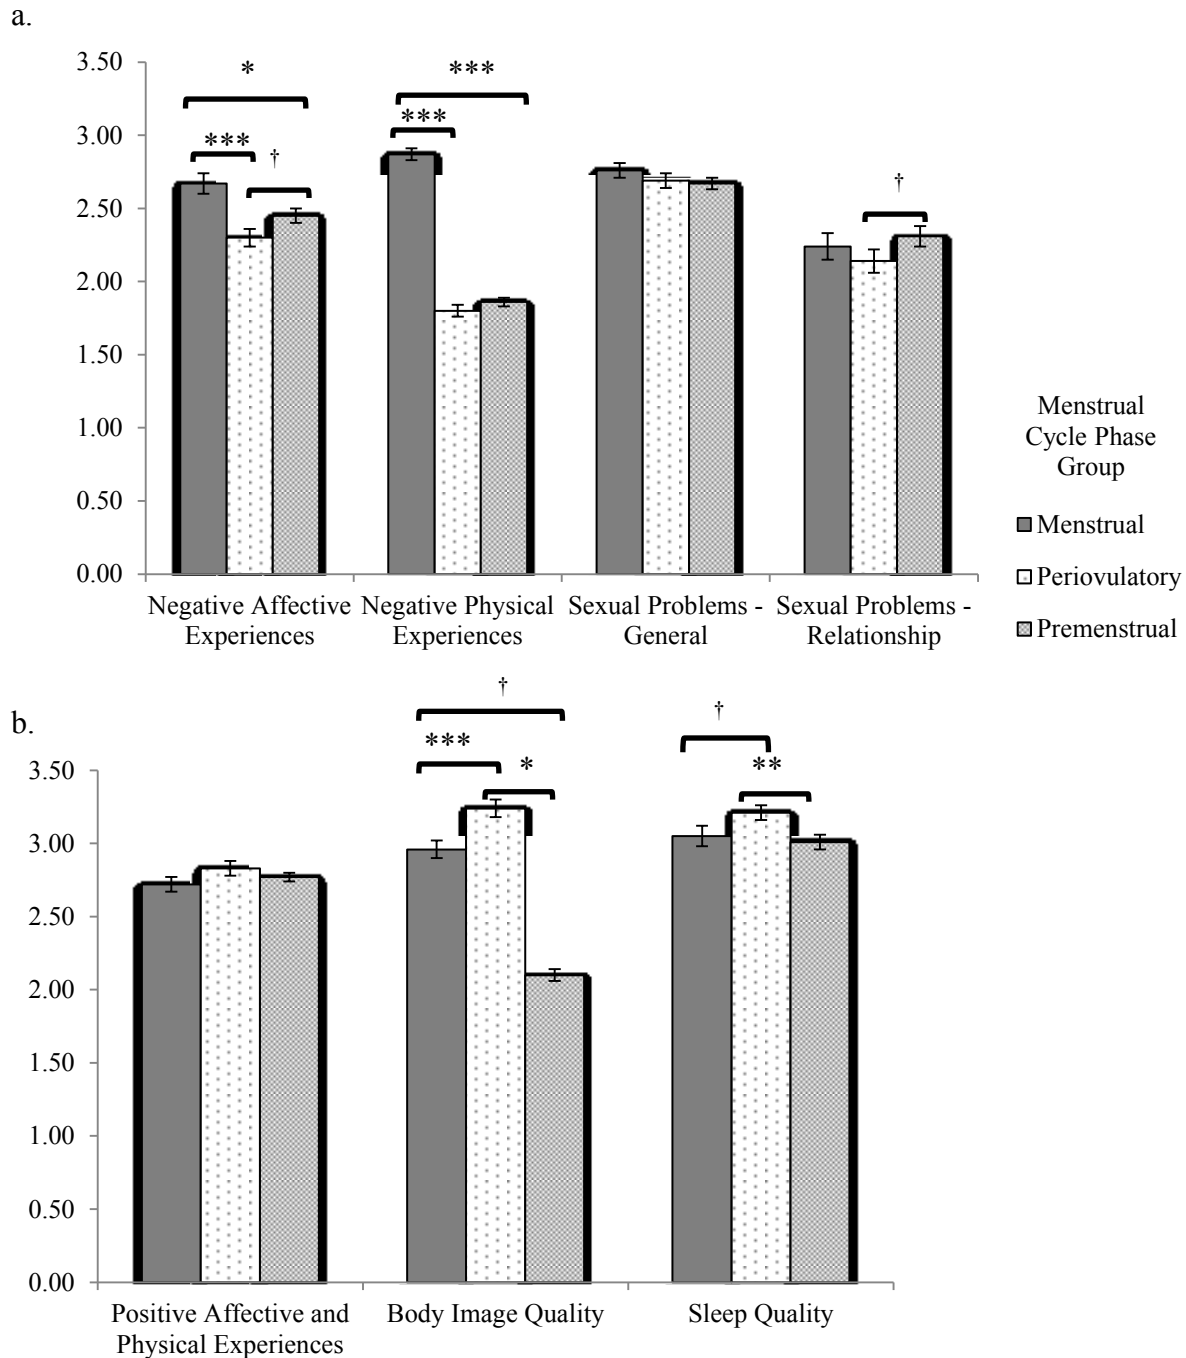 a.
3.50
3.00
2.50
2.00
1.50
1.00
0.50
0.00
*
***
***
***
†
†
Negative Affective
Experiences
Negative Physical
Experiences
Sexual Problems -
General
Sexual Problems -
Relationship
Menstrual
Cycle Phase
Group
Menstrual
Periovulatory
Premenstrual
b.
3.50
3.00
2.50
2.00
1.50
1.00
0.50
0.00
†
***
*
†
**
Positive Affective and
Physical Experiences
Body Image Quality
Sleep Quality